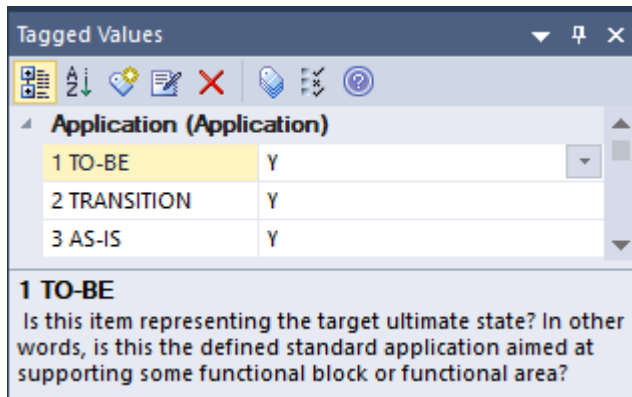 Tagged Values
Application (Application)
1 TO-BE Y
2 TRANSITION Y
3 AS-IS Y
1 TO-BE
Is this item representing the target ultimate state? In other
words, is this the defined standard application aimed at
supporting some functional block or functional area?